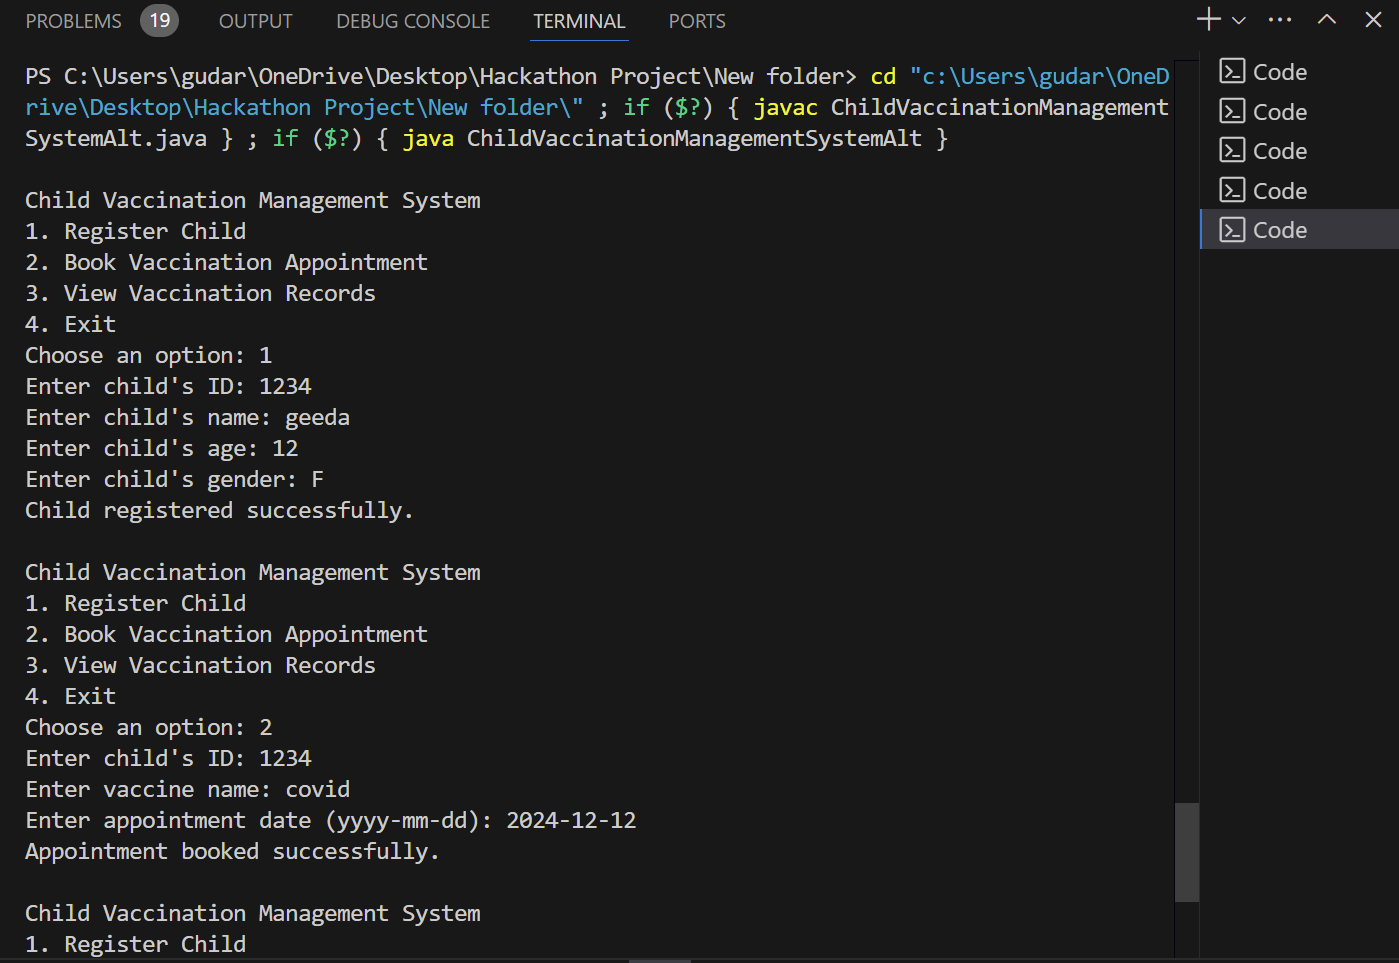 PROBLEMS 19 OUTPUT DEBUG CONSOLE TERMINAL PORTS
PS C:\Users\gudar\OneDrive\Desktop\Hackathon Project\New folder> cd "c:\Users\gudar\OneD
rive\Desktop\Hackathon Project\New folder\" ; if ($?) { javac ChildVaccinationManagement
SystemAlt.java } ; if ($?) { java ChildVaccinationManagementSystemAlt }
Child Vaccination Management System
1. Register Child
2. Book Vaccination Appointment
3. View Vaccination Records
4. Exit
Choose an option: 1
Enter child's ID: 1234
Enter child's name: geeda
Enter child's age: 12
Enter child's gender: F
Child registered successfully.
Child Vaccination Management System
1. Register Child
2. Book Vaccination Appointment
3. View Vaccination Records
4. Exit
Choose an option: 2
Enter child's ID: 1234
Enter vaccine name: covid
Enter appointment date (yyyy-mm-dd): 2024-12-12
Appointment booked successfully.
Child Vaccination Management System
1. Register Child
Code
Code
Code
Code
Code